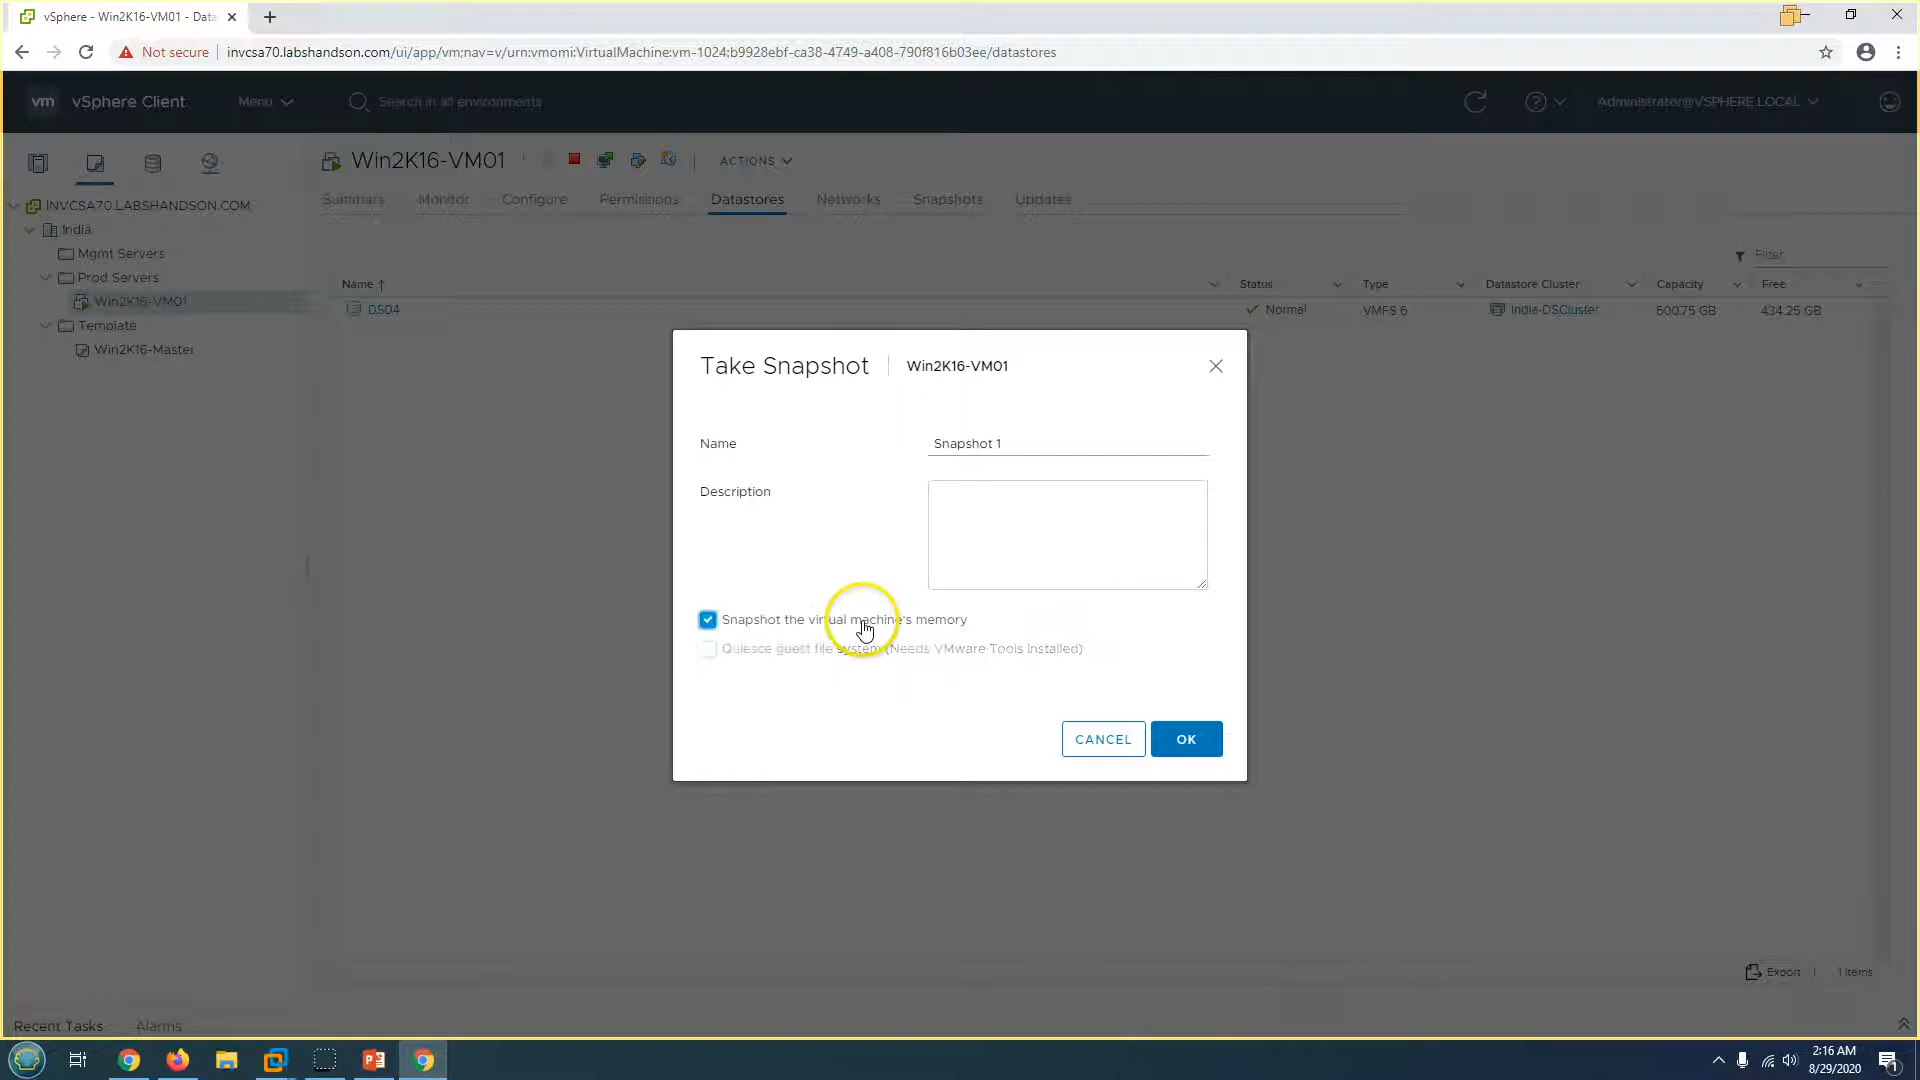 vSphere - Win2K16-VM01 - Data
Not secure | invcsa70.labshandson.com/ui/app/vm;nav=v/urn:vmomi:VirtualMachine:vm-1024:b9928ebf-ca38-4749-a408-790f816b03ee/datastores
vm vSphere Client Menu Search in all environments Administrator@VSPHERE.LOCAL
Win2K16-VM01 ACTIONS
Summary Monitor Configure Permissions Datastores Networks Snapshots Updates
INVCSA70.LABSHANDSON.COM
India
Mgmt Servers
Prod Servers
Win2K16-VM01
Template
Win2K16-Master
Filter
Name Status Type Datastore Cluster Capacity Free
DS04 Normal VMFS 6 India-DSCluster 500.75 GB 434.25 GB
Take Snapshot | Win2K16-VM01
Name Snapshot 1
Description
Snapshot the virtual machine's memory
Quiesce guest file system (Needs VMware Tools installed)
CANCEL OK
Export 1 items
Recent Tasks Alarms
2:16 AM
8/29/2020
1